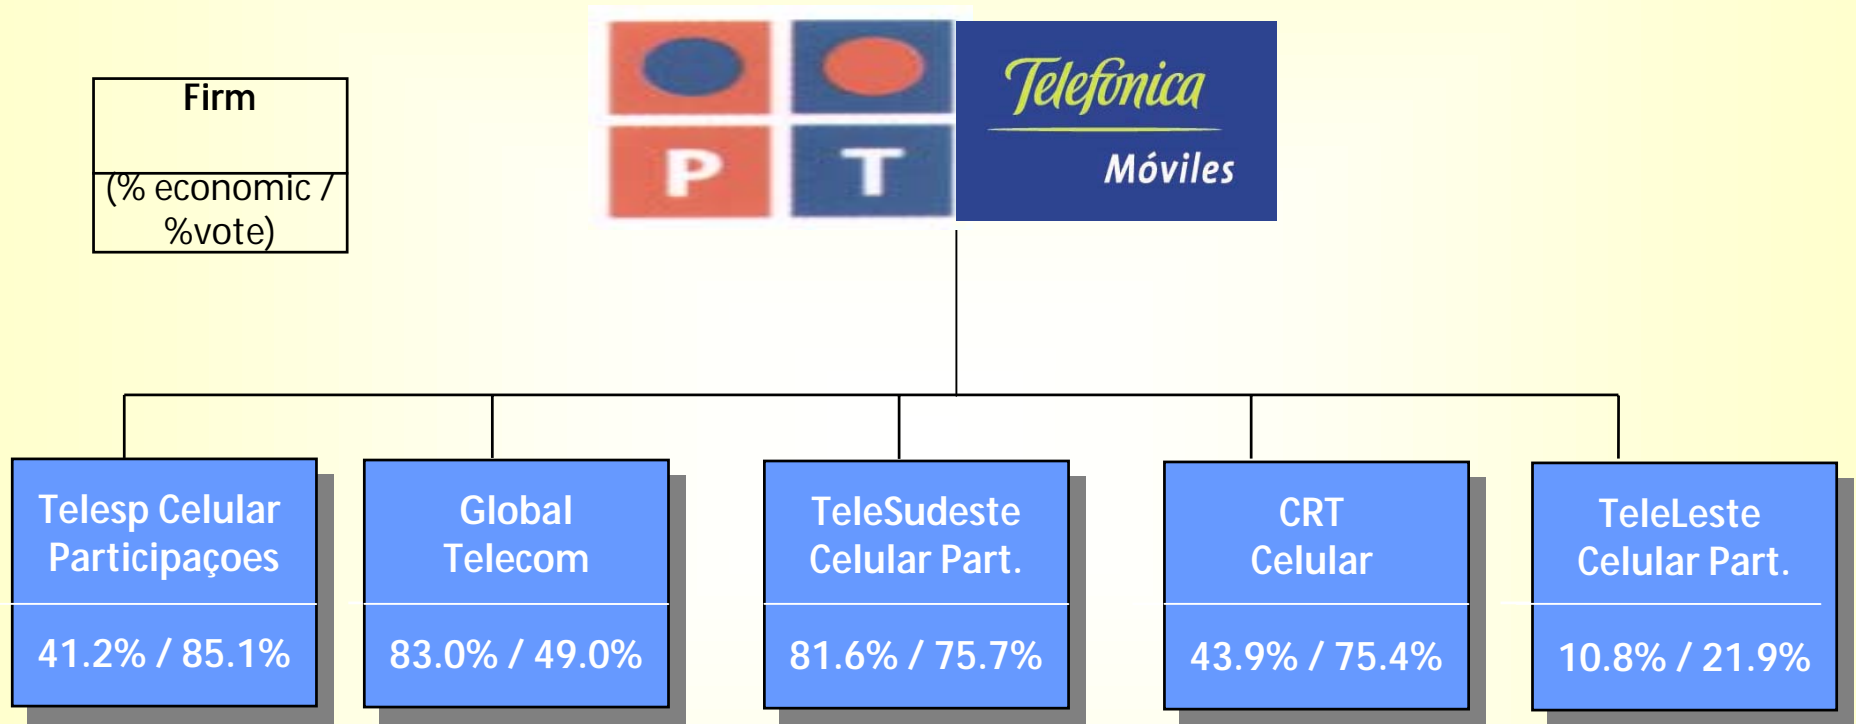 Firm
(% economic /
%vote)
P T
Telefónica
Móviles
Telesp Celular
Participaçoes
41.2% / 85.1%
Global
Telecom
83.0% / 49.0%
TeleSudeste
Celular Part.
81.6% / 75.7%
CRT
Celular
43.9% / 75.4%
TeleLeste
Celular Part.
10.8% / 21.9%